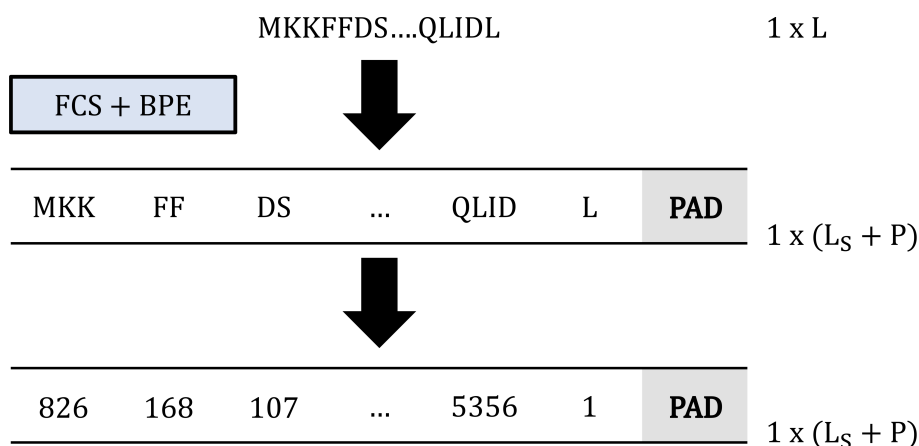 MKKFFDS....QLIDL 1 x L
FCS + BPE
MKK FF DS ... QLID L PAD
1 x (L_S + P)
826 168 107 ... 5356 1 PAD
1 x (L_S + P)